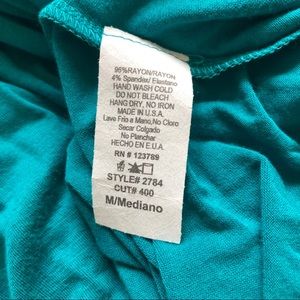 96%RAYON/RAYON
4% Spandex/ Elastano
HAND WASH COLD
DO NOT BLEACH
HANG DRY, NO IRON
MADE IN U.S.A.
Lave Frio a Mano,No Cloro
Secar Colgado
No Planchar
HECHO EN E.U.A.
RN # 123789
STYLE# 2784
CUT# 400
M/Mediano